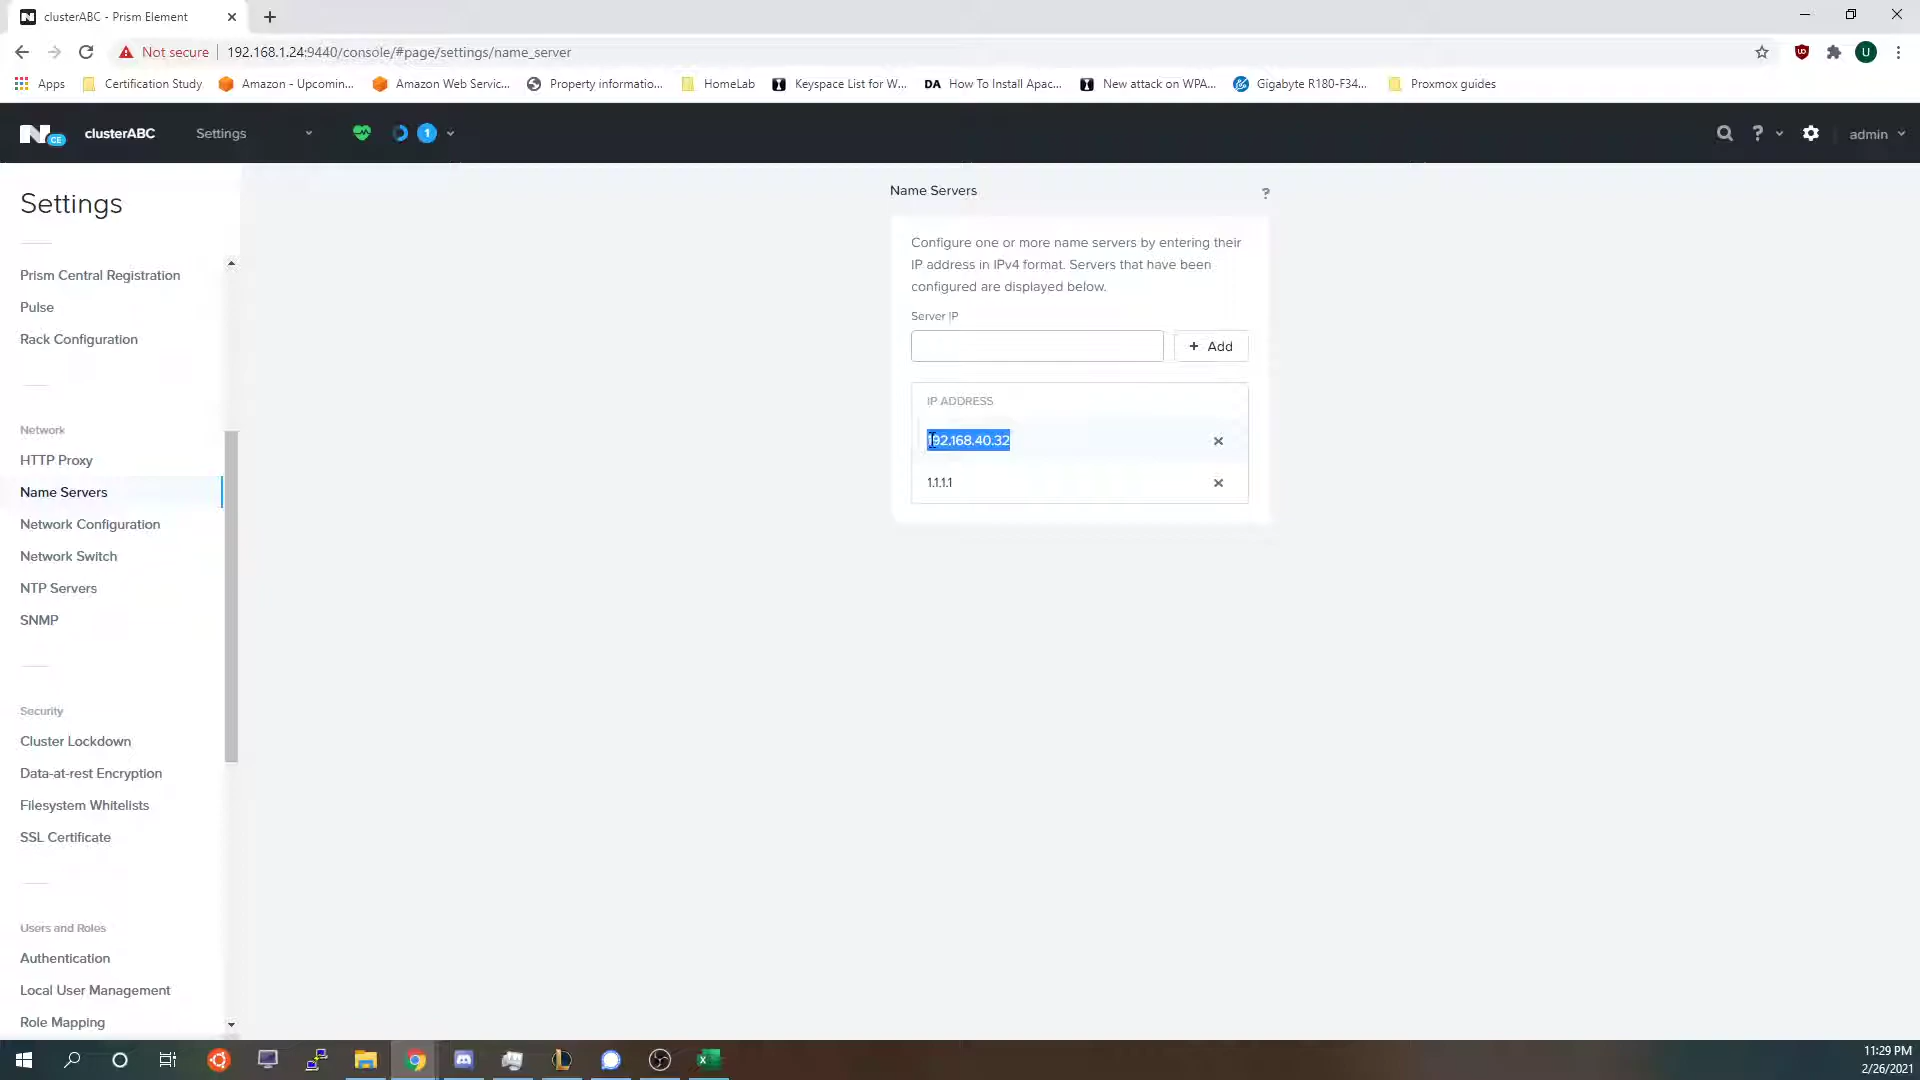 clusterABC - Prism Element
Not secure
192.168.1.24:9440/console/#page/settings/name_server
U
Apps
Certification Study
Amazon - Upcomin...
Amazon Web Servic...
Property informatio...
HomeLab
Keyspace List for W...
DA
How To Install Apac...
New attack on WPA...
Gigabyte R180-F34...
Proxmox guides
CE
clusterABC
Settings
1
?
admin
Settings
Prism Central Registration
Pulse
Rack Configuration
Network
HTTP Proxy
Name Servers
Network Configuration
Network Switch
NTP Servers
SNMP
Security
Cluster Lockdown
Data-at-rest Encryption
Filesystem Whitelists
SSL Certificate
Users and Roles
Authentication
Local User Management
Role Mapping
Name Servers
?
Configure one or more name servers by entering their
IP address in IPv4 format. Servers that have been
configured are displayed below.
Server IP
+ Add
IP ADDRESS
192.168.40.32
1.1.1.1
11:29 PM
2/26/2021